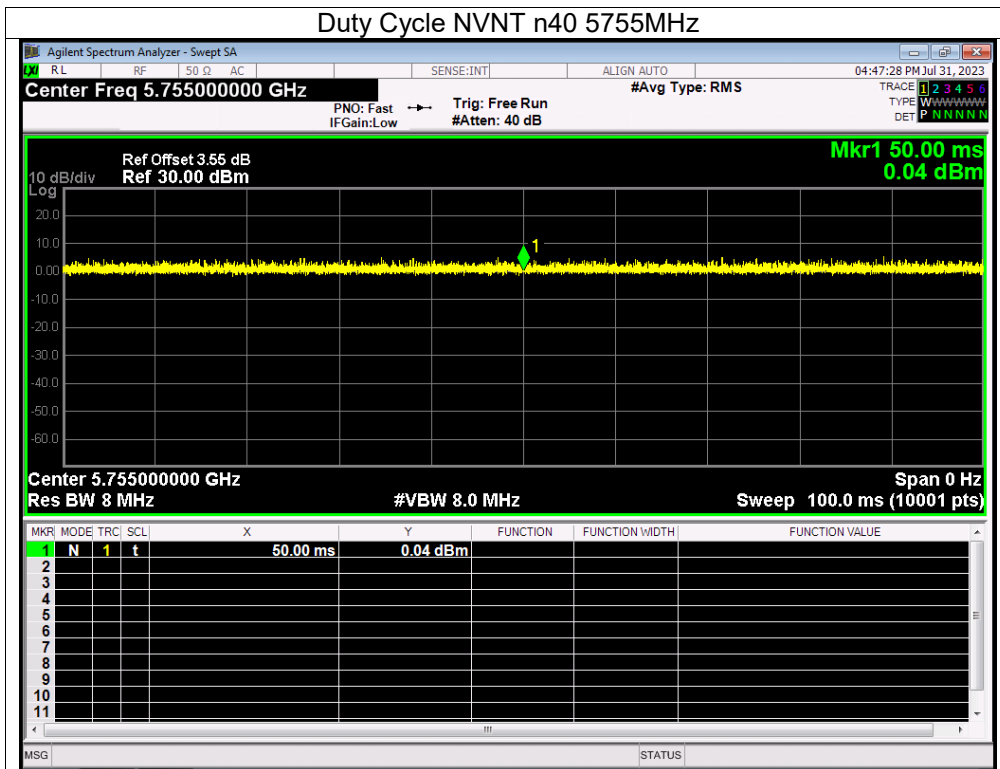 Duty Cycle NVNT n40 5755MHz
Agilent Spectrum Analyzer - Swept SA
LXI RL RF 50 Ω AC SENSE:INT ALIGN AUTO 04:47:28 PM Jul 31, 2023
Center Freq 5.755000000 GHz #Avg Type: RMS TRACE 1 2 3 4 5 6
PNO: Fast Trig: Free Run TYPE WWWWWWW
IFGain:Low #Atten: 40 dB DET P N N N N N
Mkr1 50.00 ms
0.04 dBm
Ref Offset 3.55 dB
10 dB/div Ref 30.00 dBm
Log
20.0
10.0
1
0.00
-10.0
-20.0
-30.0
-40.0
-50.0
-60.0
Center 5.755000000 GHz Span 0 Hz
Res BW 8 MHz #VBW 8.0 MHz Sweep 100.0 ms (10001 pts)
MKR MODE TRC SCL X Y FUNCTION FUNCTION WIDTH FUNCTION VALUE
1 N 1 t 50.00 ms 0.04 dBm
2
3
4
5
6
7
8
9
10
11
MSG STATUS